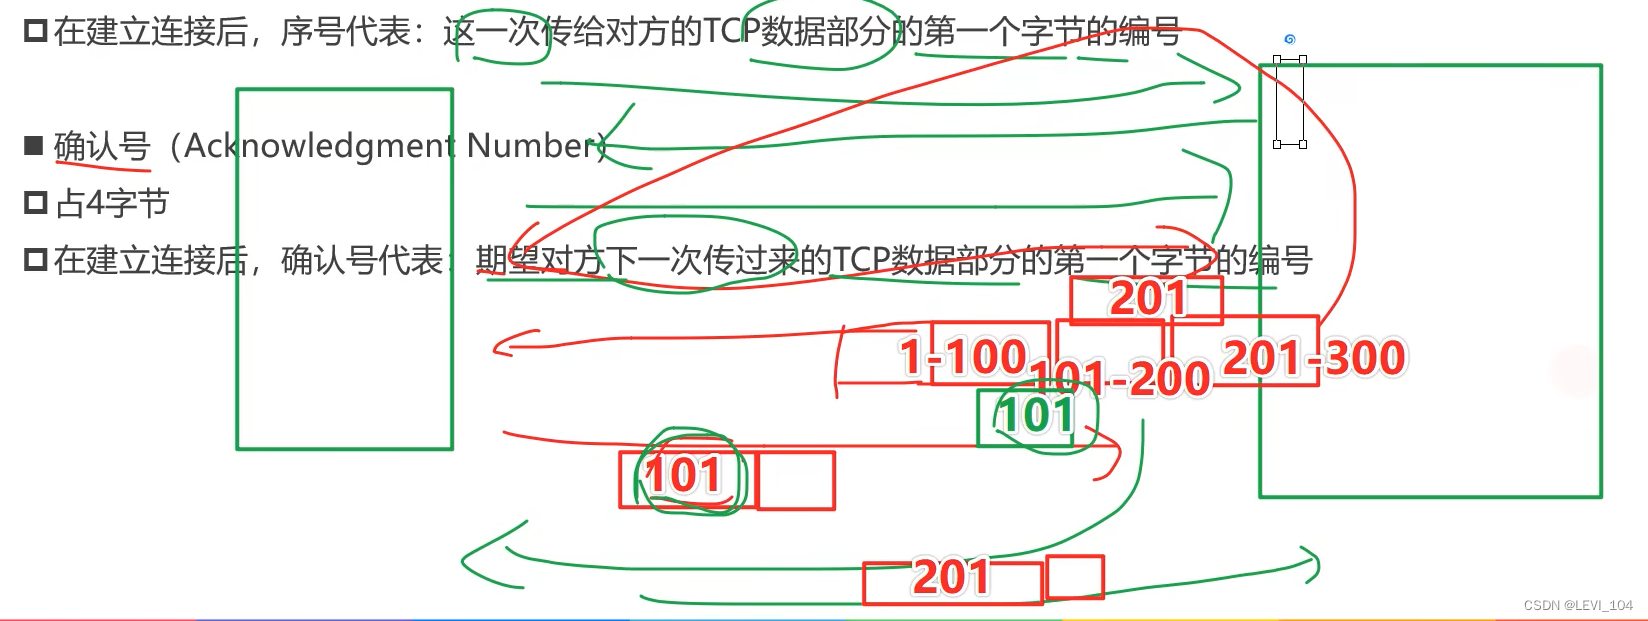 在建立连接后，序号代表：这一次传给对方的TCP数据部分的第一个字节的编号
确认号（Acknowledgment Number）
占4字节
在建立连接后，确认号代表：期望对方下一次传过来的TCP数据部分的第一个字节的编号
201
1-100
101-200
201-300
101
101
201
CSDN @LEVI_104